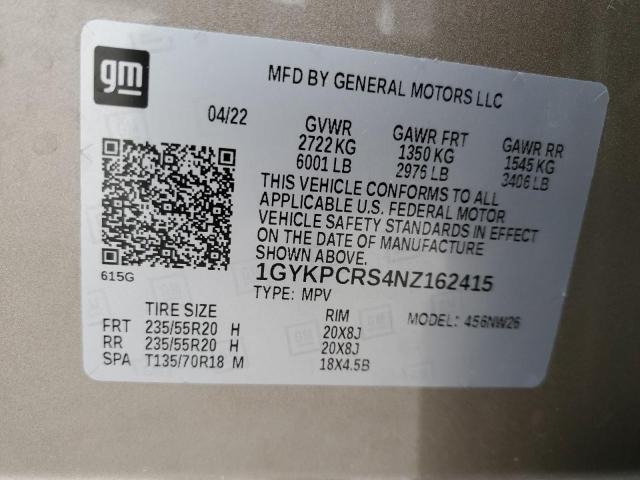 gm
MFD BY GENERAL MOTORS LLC
04/22
GVWR GAWR FRT GAWR RR
2722 KG 1350 KG 1545 KG
6001 LB 2976 LB 3406 LB
THIS VEHICLE CONFORMS TO ALL
APPLICABLE U.S. FEDERAL MOTOR
VEHICLE SAFETY STANDARDS IN EFFECT
ON THE DATE OF MANUFACTURE
SHOWN ABOVE.
615G
1GYKPCRS4NZ162415
TYPE: MPV
TIRE SIZE RIM MODEL: 456NW26
FRT 235/55R20 H 20X8J
RR 235/55R20 H 20X8J
SPA T135/70R18 M 18X4.5B